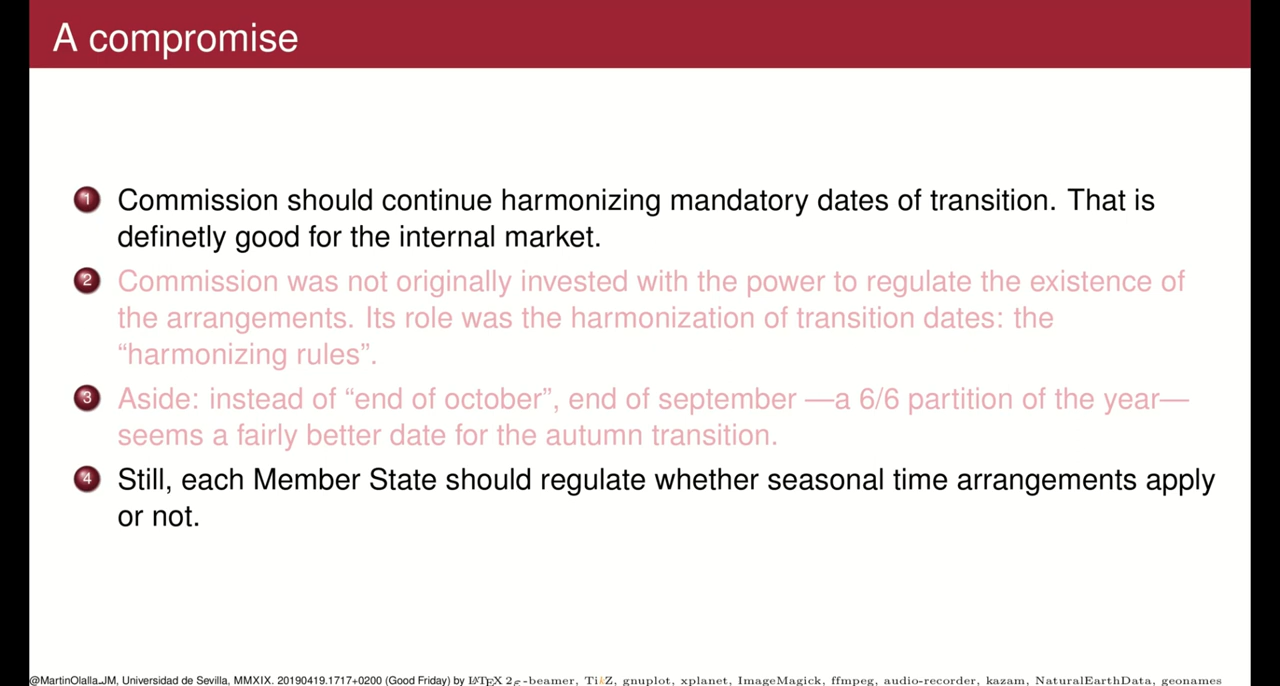 A compromise
1 Commission should continue harmonizing mandatory dates of transition. That is
definetly good for the internal market.
2 Commission was not originally invested with the power to regulate the existence of
the arrangements. Its role was the harmonization of transition dates: the
“harmonizing rules”.
3 Aside: instead of “end of october”, end of september —a 6/6 partition of the year—
seems a fairly better date for the autumn transition.
4 Still, each Member State should regulate whether seasonal time arrangements apply
or not.
@MartinOlalla_JM, Universidad de Sevilla, MMXIX. 20190419.1717+0200 (Good Friday) by LATEX 2ε-beamer, TikZ, gnuplot, xplanet, ImageMagick, ffmpeg, audio-recorder, kazam, NaturalEarthData, geonames